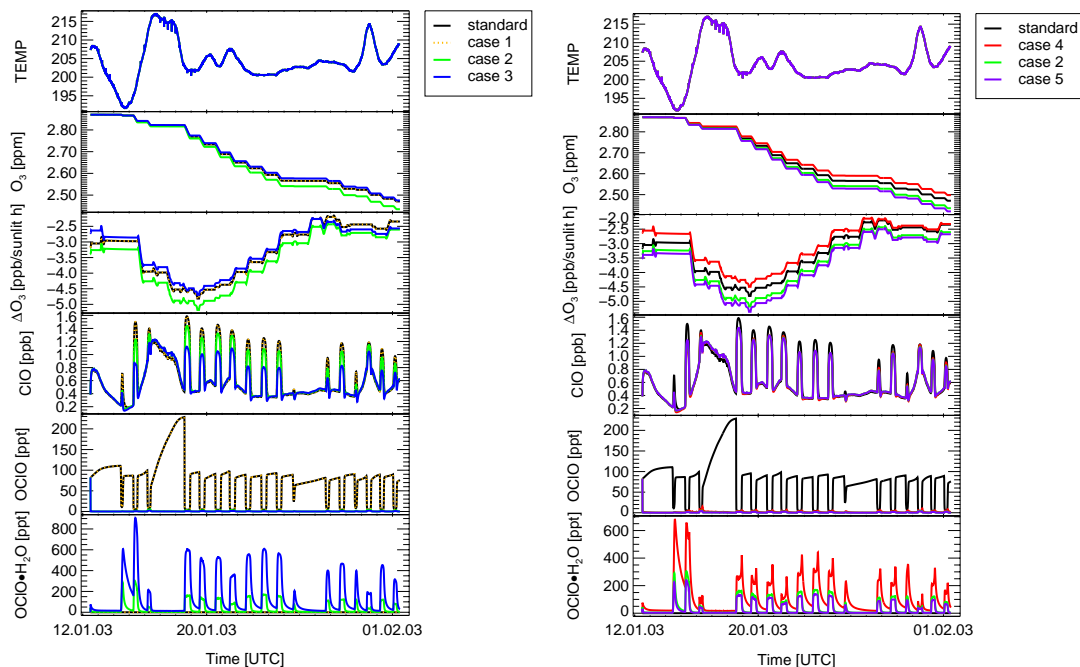 standard
case 1
case 2
case 3
TEMP
215
210
205
200
195
O3 [ppm]
2.80
2.70
2.60
2.50
ΔO3 [ppb/sunlit h]
−2.5
−3.0
−3.5
−4.0
−4.5
−5.0
ClO [ppb]
1.6
1.4
1.2
1.0
0.8
0.6
0.4
0.2
OClO [ppt]
200
150
100
50
0
OClO•H2O [ppt]
800
600
400
200
0
12.01.03 20.01.03 01.02.03
Time [UTC]
standard
case 4
case 2
case 5
TEMP
215
210
205
200
195
O3 [ppm]
2.80
2.70
2.60
2.50
ΔO3 [ppb/sunlit h]
−2.0
−2.5
−3.0
−3.5
−4.0
−4.5
−5.0
ClO [ppb]
1.6
1.4
1.2
1.0
0.8
0.6
0.4
0.2
OClO [ppt]
200
150
100
50
0
OClO•H2O [ppt]
600
400
200
0
12.01.03 20.01.03 01.02.03
Time [UTC]